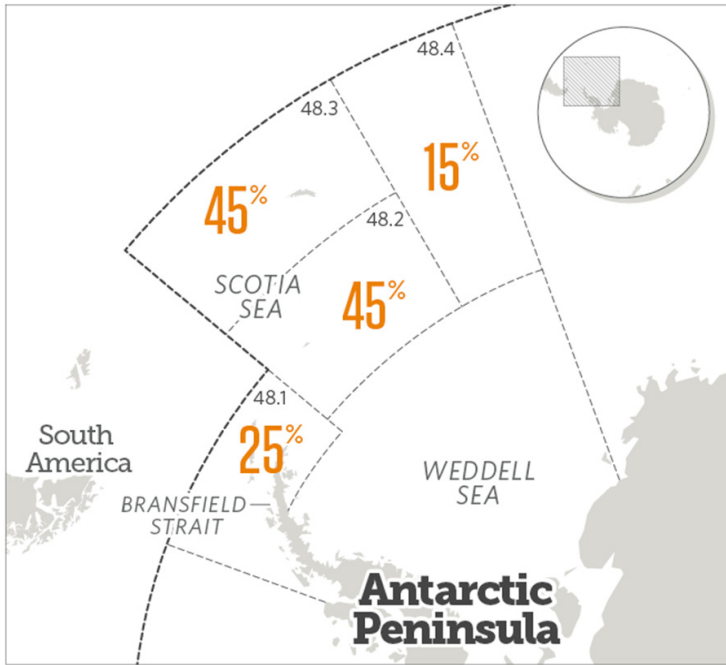 48.4
48.3
15%
45%
48.2
SCOTIA
SEA
45%
48.1
South
America
25%
WEDDELL
SEA
BRANSFIELD
STRAIT
Antarctic
Peninsula